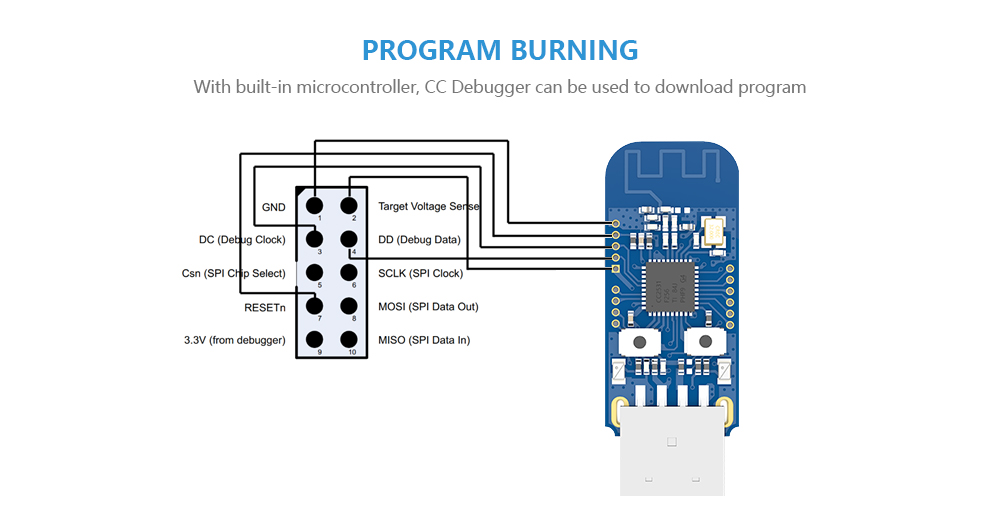 PROGRAM BURNING
With built-in microcontroller, CC Debugger can be used to download program
GND
1
2
Target Voltage Sense
DC (Debug Clock)
3
4
DD (Debug Data)
Csn (SPI Chip Select)
5
6
SCLK (SPI Clock)
RESETn
7
8
MOSI (SPI Data Out)
3.3V (from debugger)
9
10
MISO (SPI Data In)